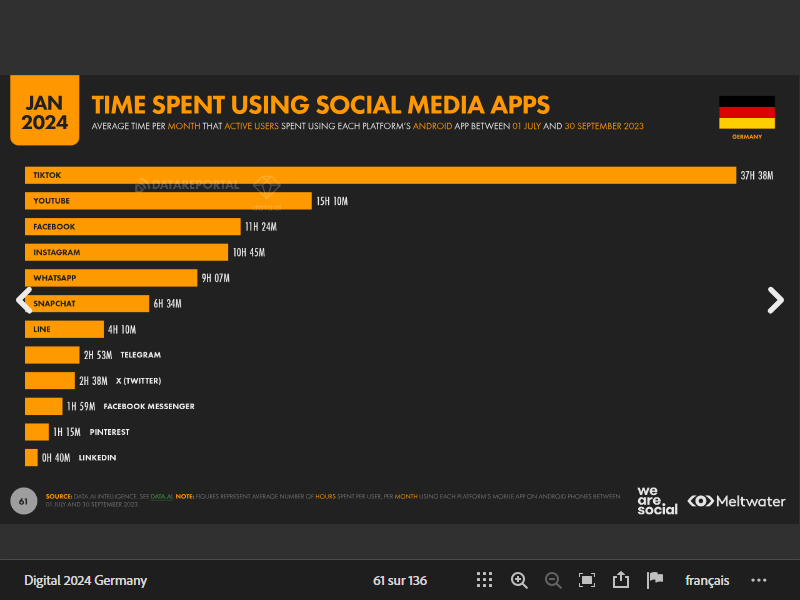 JAN
2024
TIME SPENT USING SOCIAL MEDIA APPS
AVERAGE TIME PER MONTH THAT ACTIVE USERS SPENT USING EACH PLATFORM'S ANDROID APP BETWEEN 01 JULY AND 30 SEPTEMBER 2023
GERMANY
TIKTOK 37H 38M
DATAREPORTAL
YOUTUBE 15H 10M
FACEBOOK 11H 24M
INSTAGRAM 10H 45M
WHATSAPP 9H 07M
SNAPCHAT 6H 34M
LINE 4H 10M
2H 53M TELEGRAM
2H 38M X (TWITTER)
1H 59M FACEBOOK MESSENGER
1H 15M PINTEREST
0H 40M LINKEDIN
61
SOURCE: DATA.AI INTELLIGENCE. SEE DATA.AI. NOTE: FIGURES REPRESENT AVERAGE NUMBER OF HOURS SPENT PER USER, PER MONTH USING EACH PLATFORM'S MOBILE APP ON ANDROID PHONES BETWEEN
01 JULY AND 30 SEPTEMBER 2023.
we
are
social
Meltwater
Digital 2024 Germany
61 sur 136
français